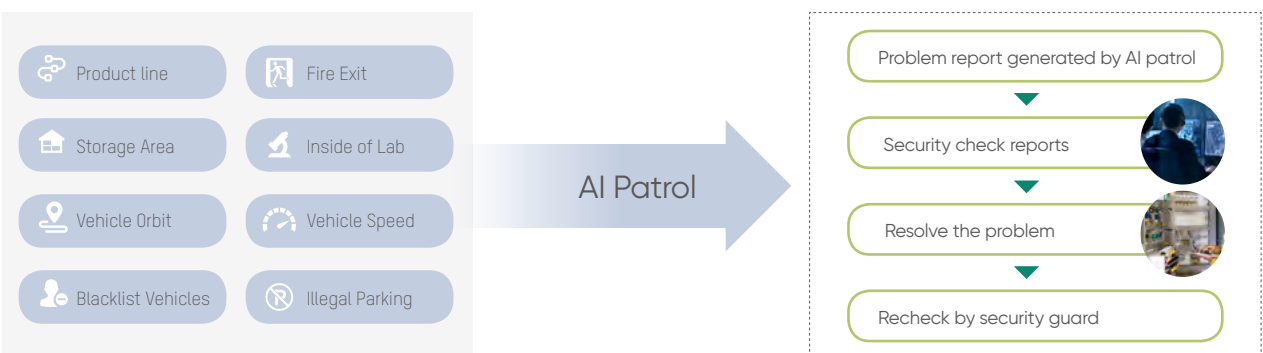 Product line
Fire Exit
Storage Area
Inside of Lab
Vehicle Orbit
Vehicle Speed
Blacklist Vehicles
Illegal Parking
AI Patrol
Problem report generated by AI patrol
Security check reports
Resolve the problem
Recheck by security guard